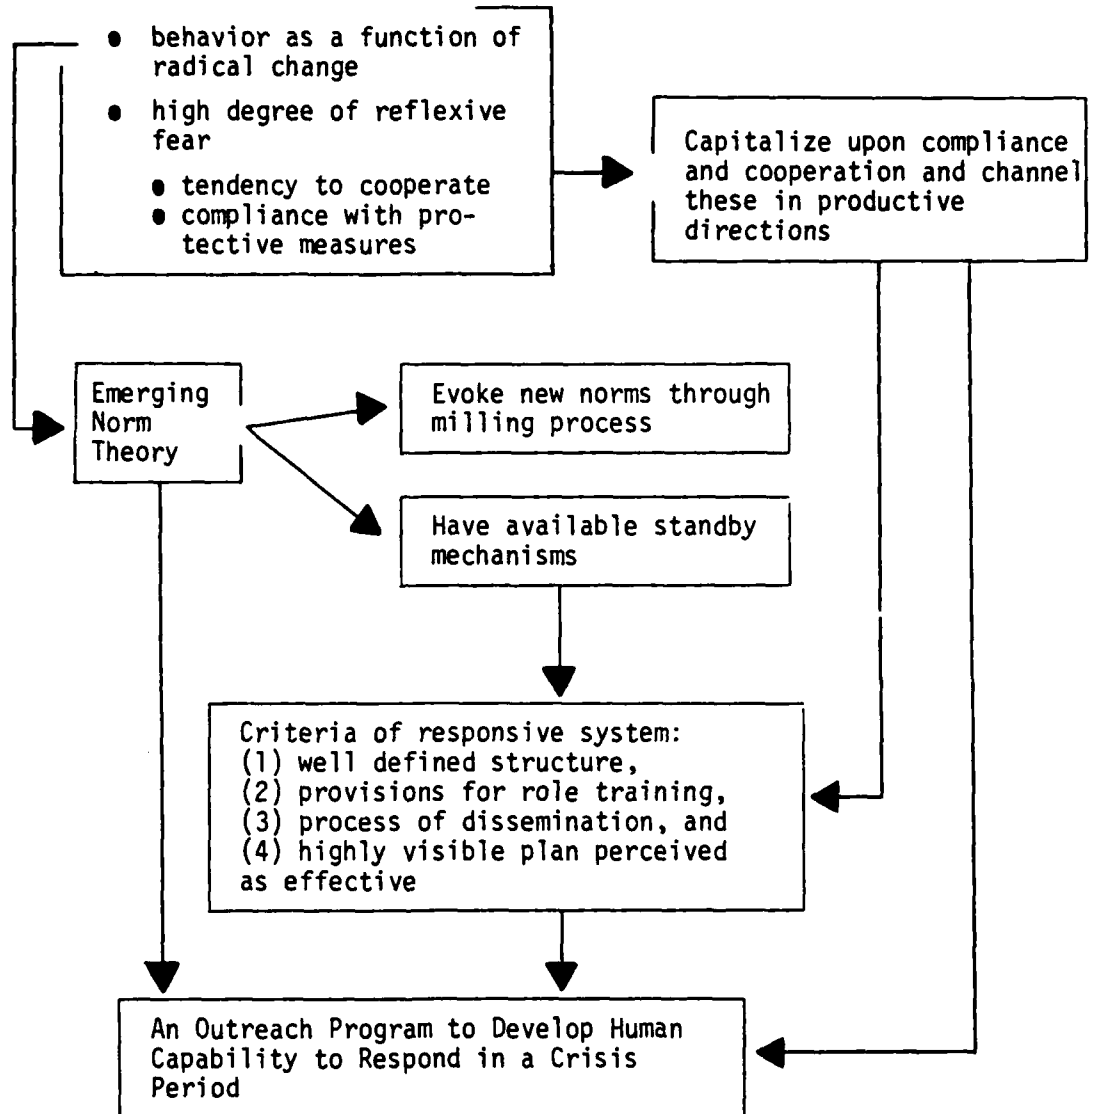 ● behavior as a function of
radical change
● high degree of reflexive
fear
● tendency to cooperate
● compliance with pro-
tective measures
Capitalize upon compliance
and cooperation and channel
these in productive
directions
Emerging
Norm
Theory
Evoke new norms through
milling process
Have available standby
mechanisms
Criteria of responsive system:
(1) well defined structure,
(2) provisions for role training,
(3) process of dissemination, and
(4) highly visible plan perceived
as effective
An Outreach Program to Develop Human
Capability to Respond in a Crisis
Period